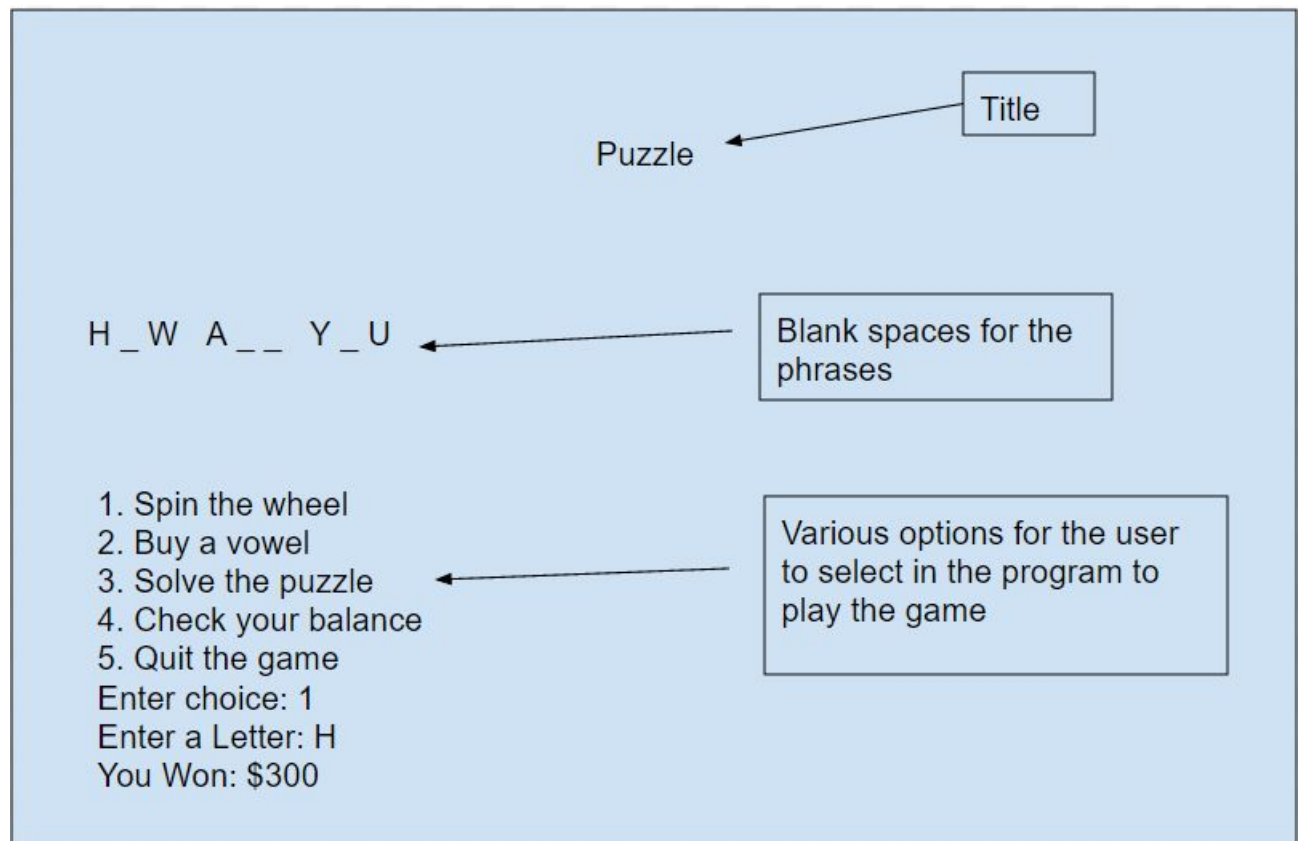 Title
Puzzle
H _ W A _ _ Y _ U
Blank spaces for the
phrases
1. Spin the wheel
2. Buy a vowel
3. Solve the puzzle
4. Check your balance
5. Quit the game
Enter choice: 1
Enter a Letter: H
You Won: $300
Various options for the user
to select in the program to
play the game